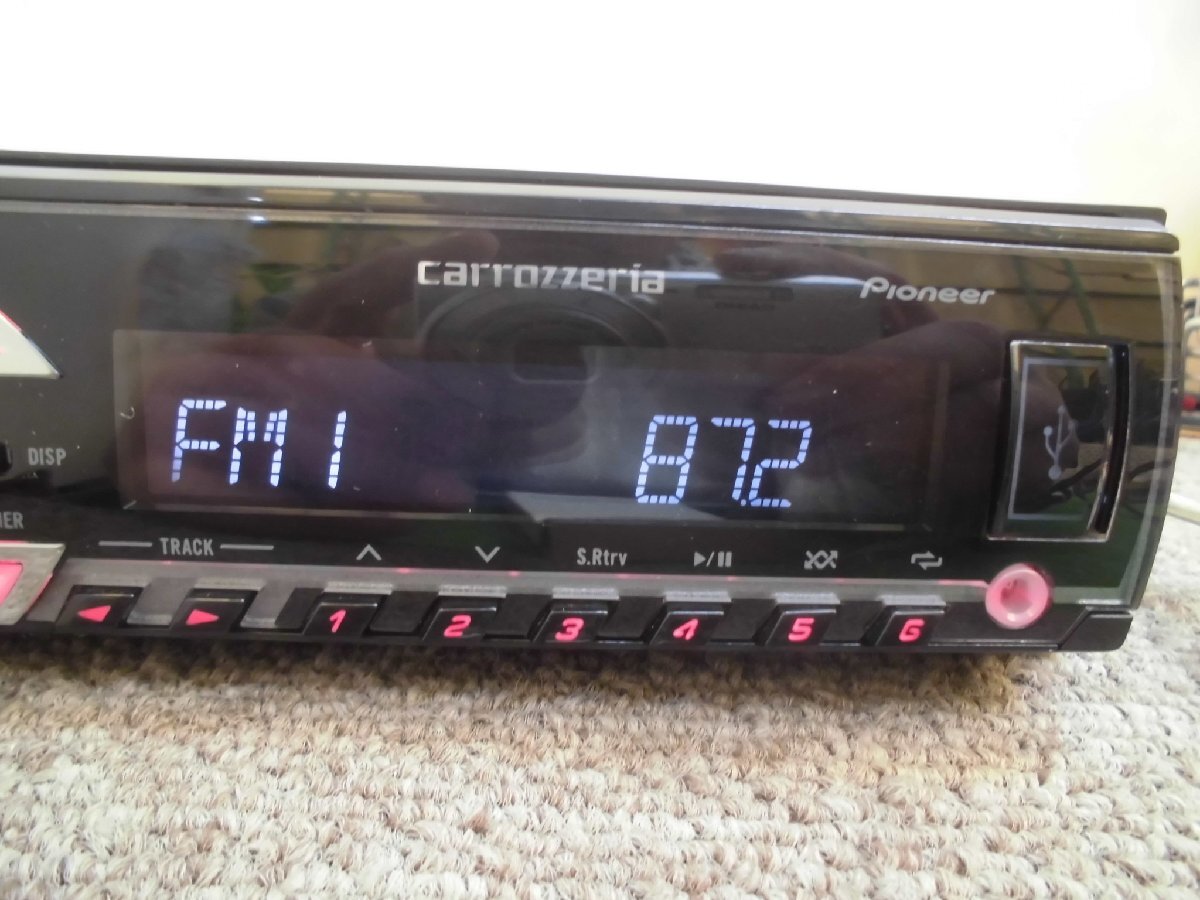 carrozzeria
Pioneer
FM1 87.2
DISP
TRACK S.Rtrv
1 2 3 4 5 6